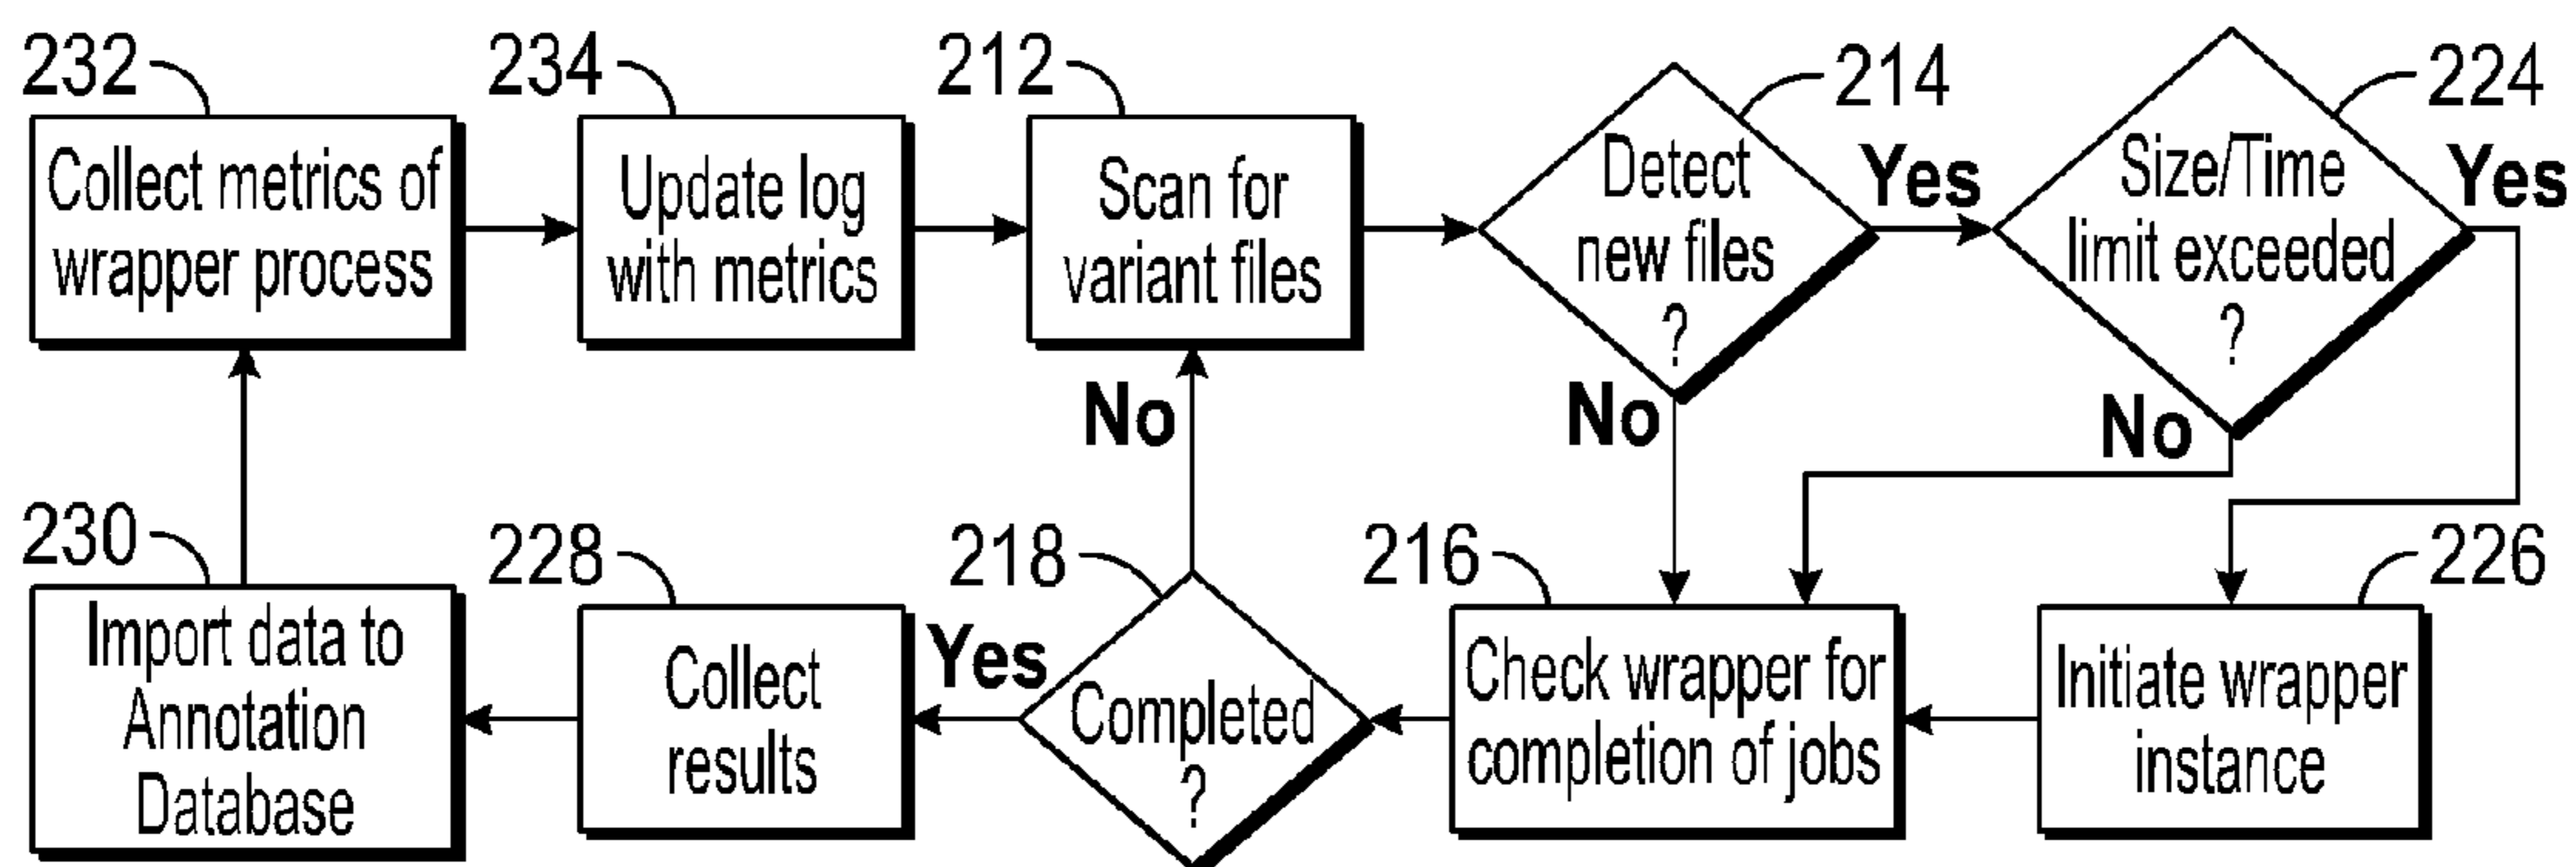 232
Collect metrics of
wrapper process
234
Update log
with metrics
212
Scan for
variant files
214
Detect
new files
?
Yes
No
224
Size/Time
limit exceeded
?
Yes
No
230
Import data to
Annotation
Database
228
Collect
results
Yes
No
218
Completed
?
216
Check wrapper for
completion of jobs
226
Initiate wrapper
instance